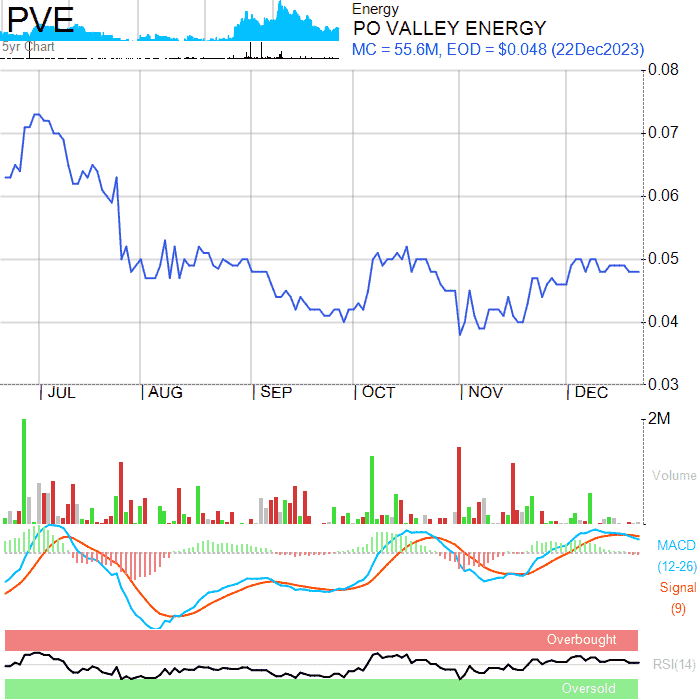 PVE
5yr Chart
Energy
PO VALLEY ENERGY
MC = 55.6M, EOD = $0.048 (22Dec2023)
0.08
0.07
0.06
0.05
0.04
0.03
JUL AUG SEP OCT NOV DEC
2M
Volume
MACD
(12-26)
Signal
(9)
Overbought
RSI(14)
Oversold